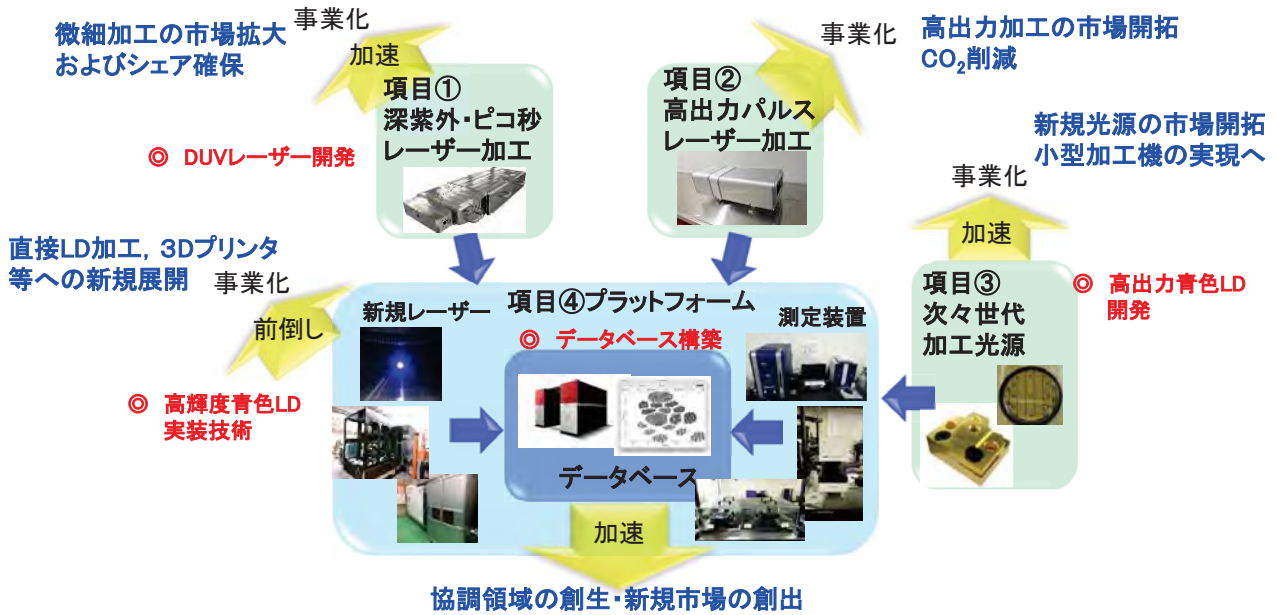 微細加工の市場拡大
およびシェア確保
事業化
加速
項目①
深紫外・ピコ秒
レーザー加工
◎ DUVレーザー開発
項目②
高出力パルス
レーザー加工
事業化
高出力加工の市場開拓
CO₂削減
新規光源の市場開拓
小型加工機の実現へ
事業化
加速
項目③
次々世代
加工光源
◎ 高出力青色LD
開発
直接LD加工，3Dプリンタ
等への新規展開
事業化
前倒し
◎ 高輝度青色LD
実装技術
項目④プラットフォーム
新規レーザー
◎ データベース構築
測定装置
データベース
加速
協調領域の創生・新規市場の創出